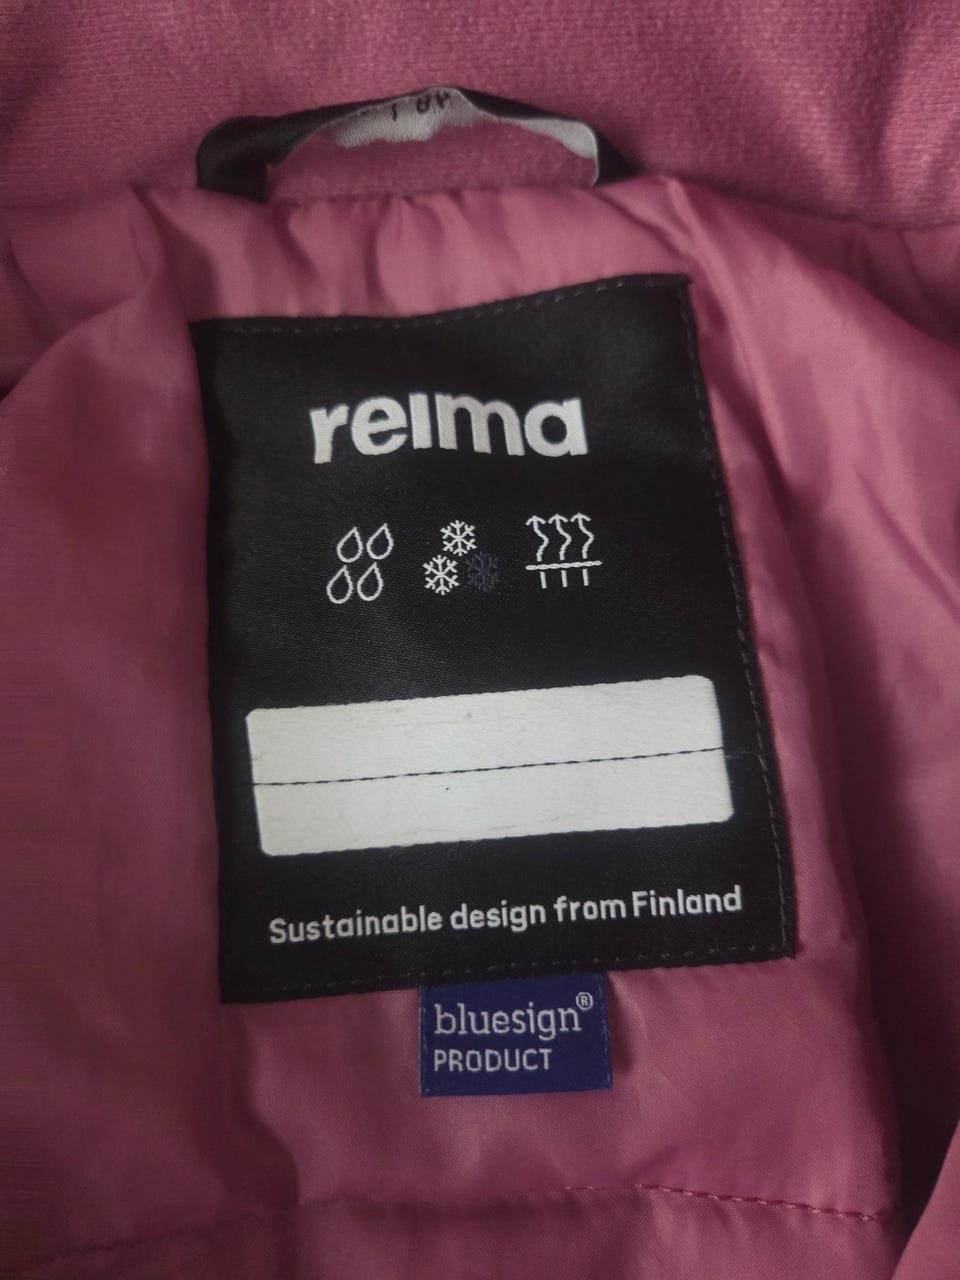 reima
Sustainable design from Finland
bluesign®
PRODUCT